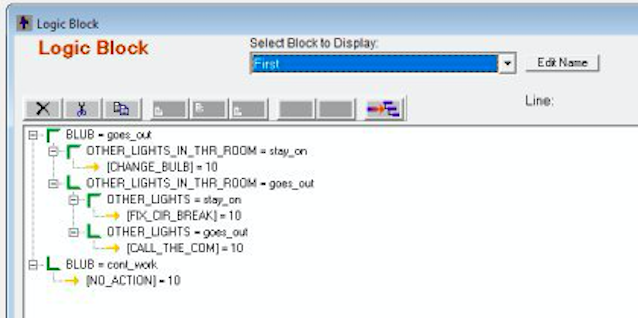 Logic Block
Logic Block
Select Block to Display:
First
Edit Name
Line:
BLUB = goes_out
OTHER_LIGHTS_IN_THR_ROOM = stay_on
[CHANGE_BULB] = 10
OTHER_LIGHTS_IN_THR_ROOM = goes_out
OTHER_LIGHTS = stay_on
[FIX_CIR_BREAK] = 10
OTHER_LIGHTS = goes_out
[CALL_THE_COM] = 10
BLUB = cont_work
[NO_ACTION] = 10